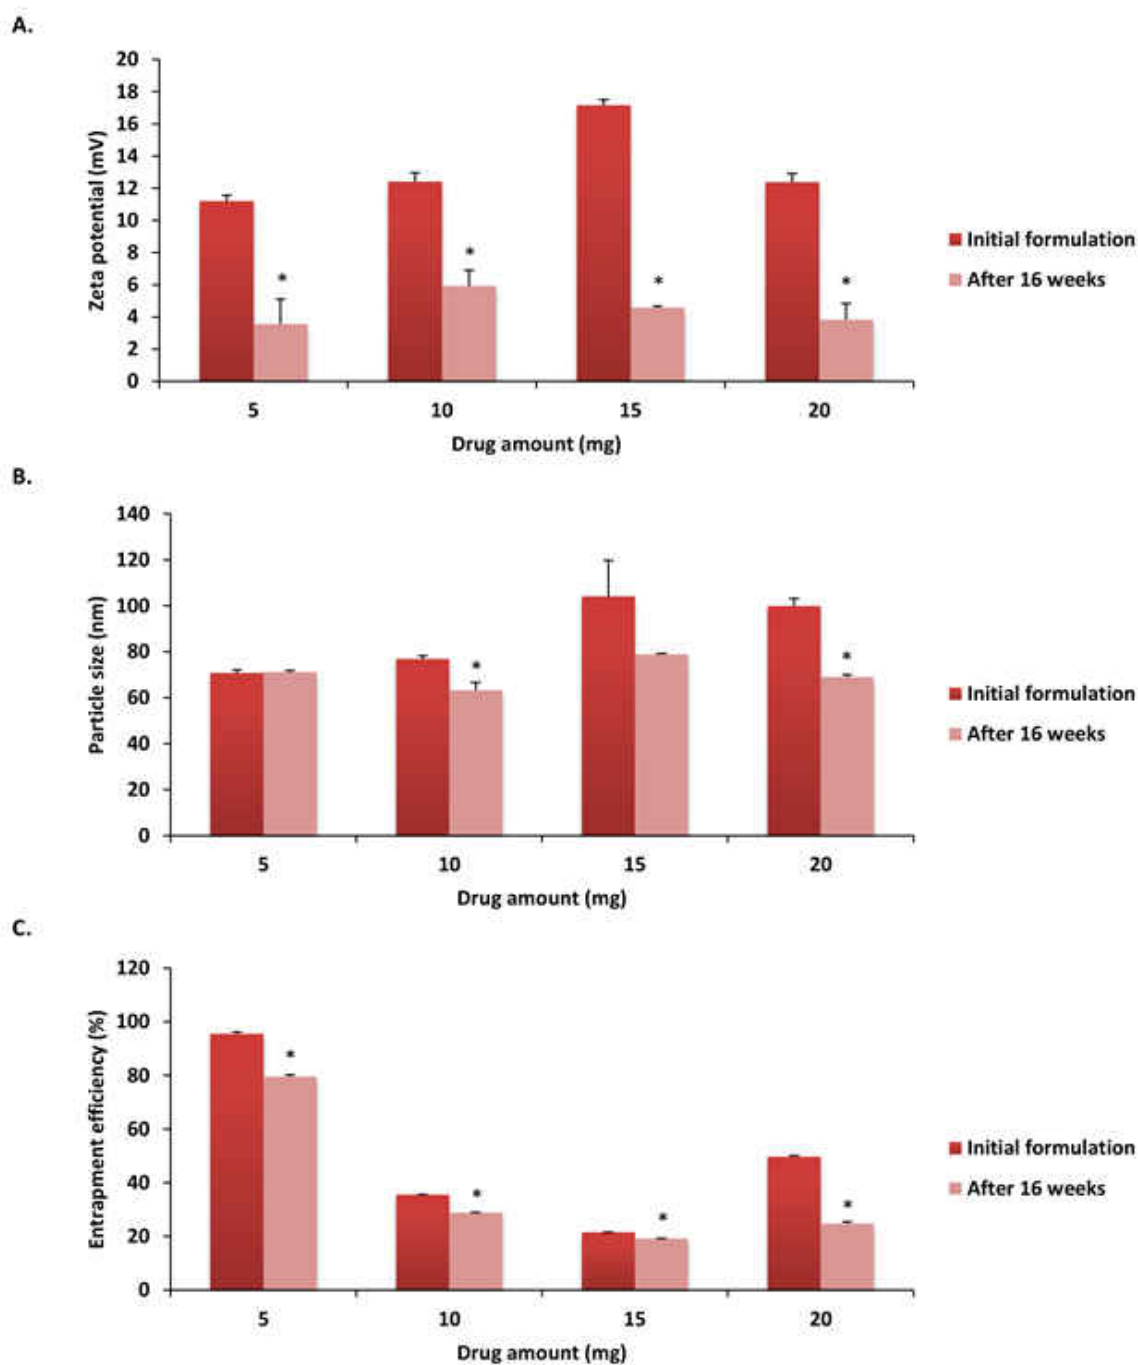 A.
20
18
16
14
12
10
8
6
4
2
0
Zeta potential (mV)
*
*
*
*
5 10 15 20
Drug amount (mg)
Initial formulation
After 16 weeks
B.
140
120
100
80
60
40
20
0
Particle size (nm)
*
*
5 10 15 20
Drug amount (mg)
Initial formulation
After 16 weeks
C.
120
100
80
60
40
20
0
Entrapment efficiency (%)
*
*
*
*
5 10 15 20
Drug amount (mg)
Initial formulation
After 16 weeks